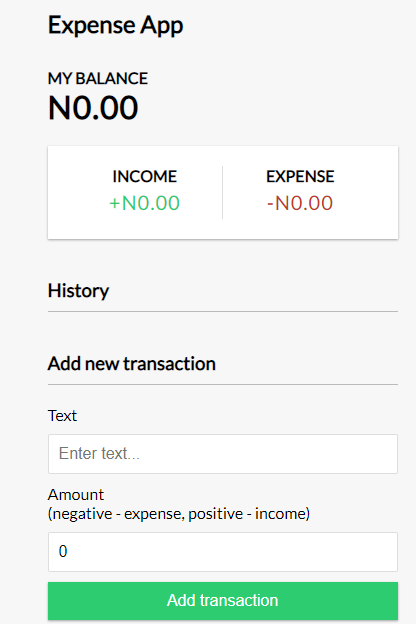 Expense App
MY BALANCE
N0.00
INCOME EXPENSE
+N0.00 -N0.00
History
Add new transaction
Text
Enter text...
Amount
(negative - expense, positive - income)
0
Add transaction